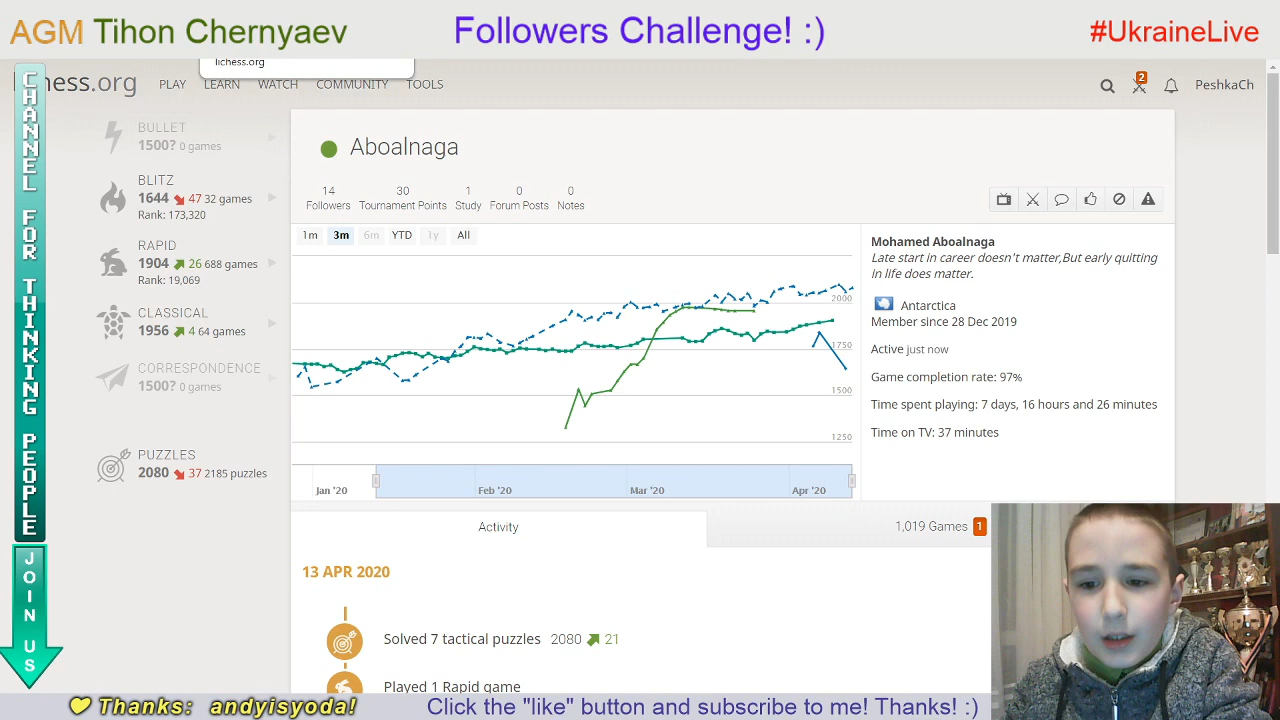 AGM Tihon Chernyaev
Followers Challenge! :)
#UkraineLive
lichess.org
hess.org
PLAY
LEARN
WATCH
COMMUNITY
TOOLS
2
PeshkaCh
CHANNEL FOR THINKING PEOPLE
JOIN US
BULLET
1500? 0 games
BLITZ
1644 47 32 games
Rank: 173,320
RAPID
1904 26 688 games
Rank: 19,069
CLASSICAL
1956 4 64 games
CORRESPONDENCE
1500? 0 games
PUZZLES
2080 37 2185 puzzles
Aboalnaga
14 30 1 0 0
Followers Tournament Points Study Forum Posts Notes
1m 3m 6m YTD 1y All
2000
1750
1500
1250
Jan '20 Feb '20 Mar '20 Apr '20
Mohamed Aboalnaga
Late start in career doesn't matter,But early quitting
in life does matter.
Antarctica
Member since 28 Dec 2019
Active just now
Game completion rate: 97%
Time spent playing: 7 days, 16 hours and 26 minutes
Time on TV: 37 minutes
Activity
1,019 Games 1
13 APR 2020
Solved 7 tactical puzzles 2080 21
Played 1 Rapid game
Thanks: andyisyoda!
Click the "like" button and subscribe to me! Thanks! :)